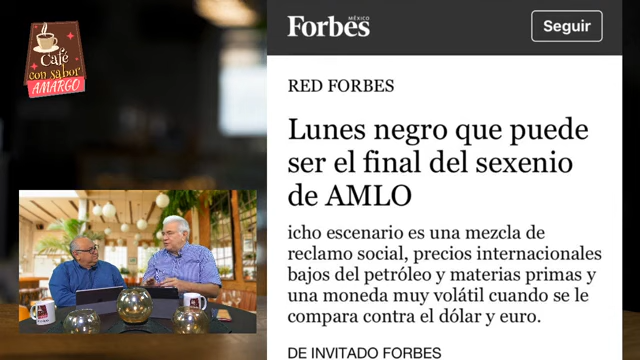 Café
con sabor
AMARGO
Forbes
MÉXICO
Seguir
RED FORBES
Lunes negro que puede
ser el final del sexenio
de AMLO
icho escenario es una mezcla de
reclamo social, precios internacionales
bajos del petróleo y materias primas y
una moneda muy volátil cuando se le
compara contra el dólar y euro.
DE INVITADO FORBES